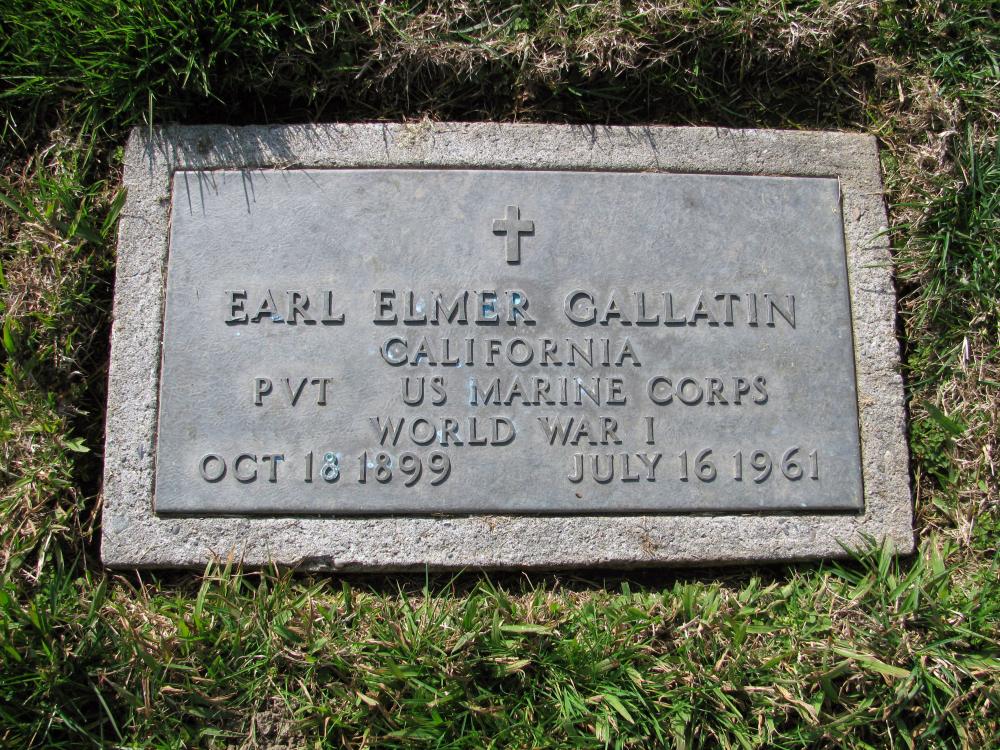 EARL ELMER GALLATIN
CALIFORNIA
PVT US MARINE CORPS
WORLD WAR I
OCT 18 1899 JULY 16 1961